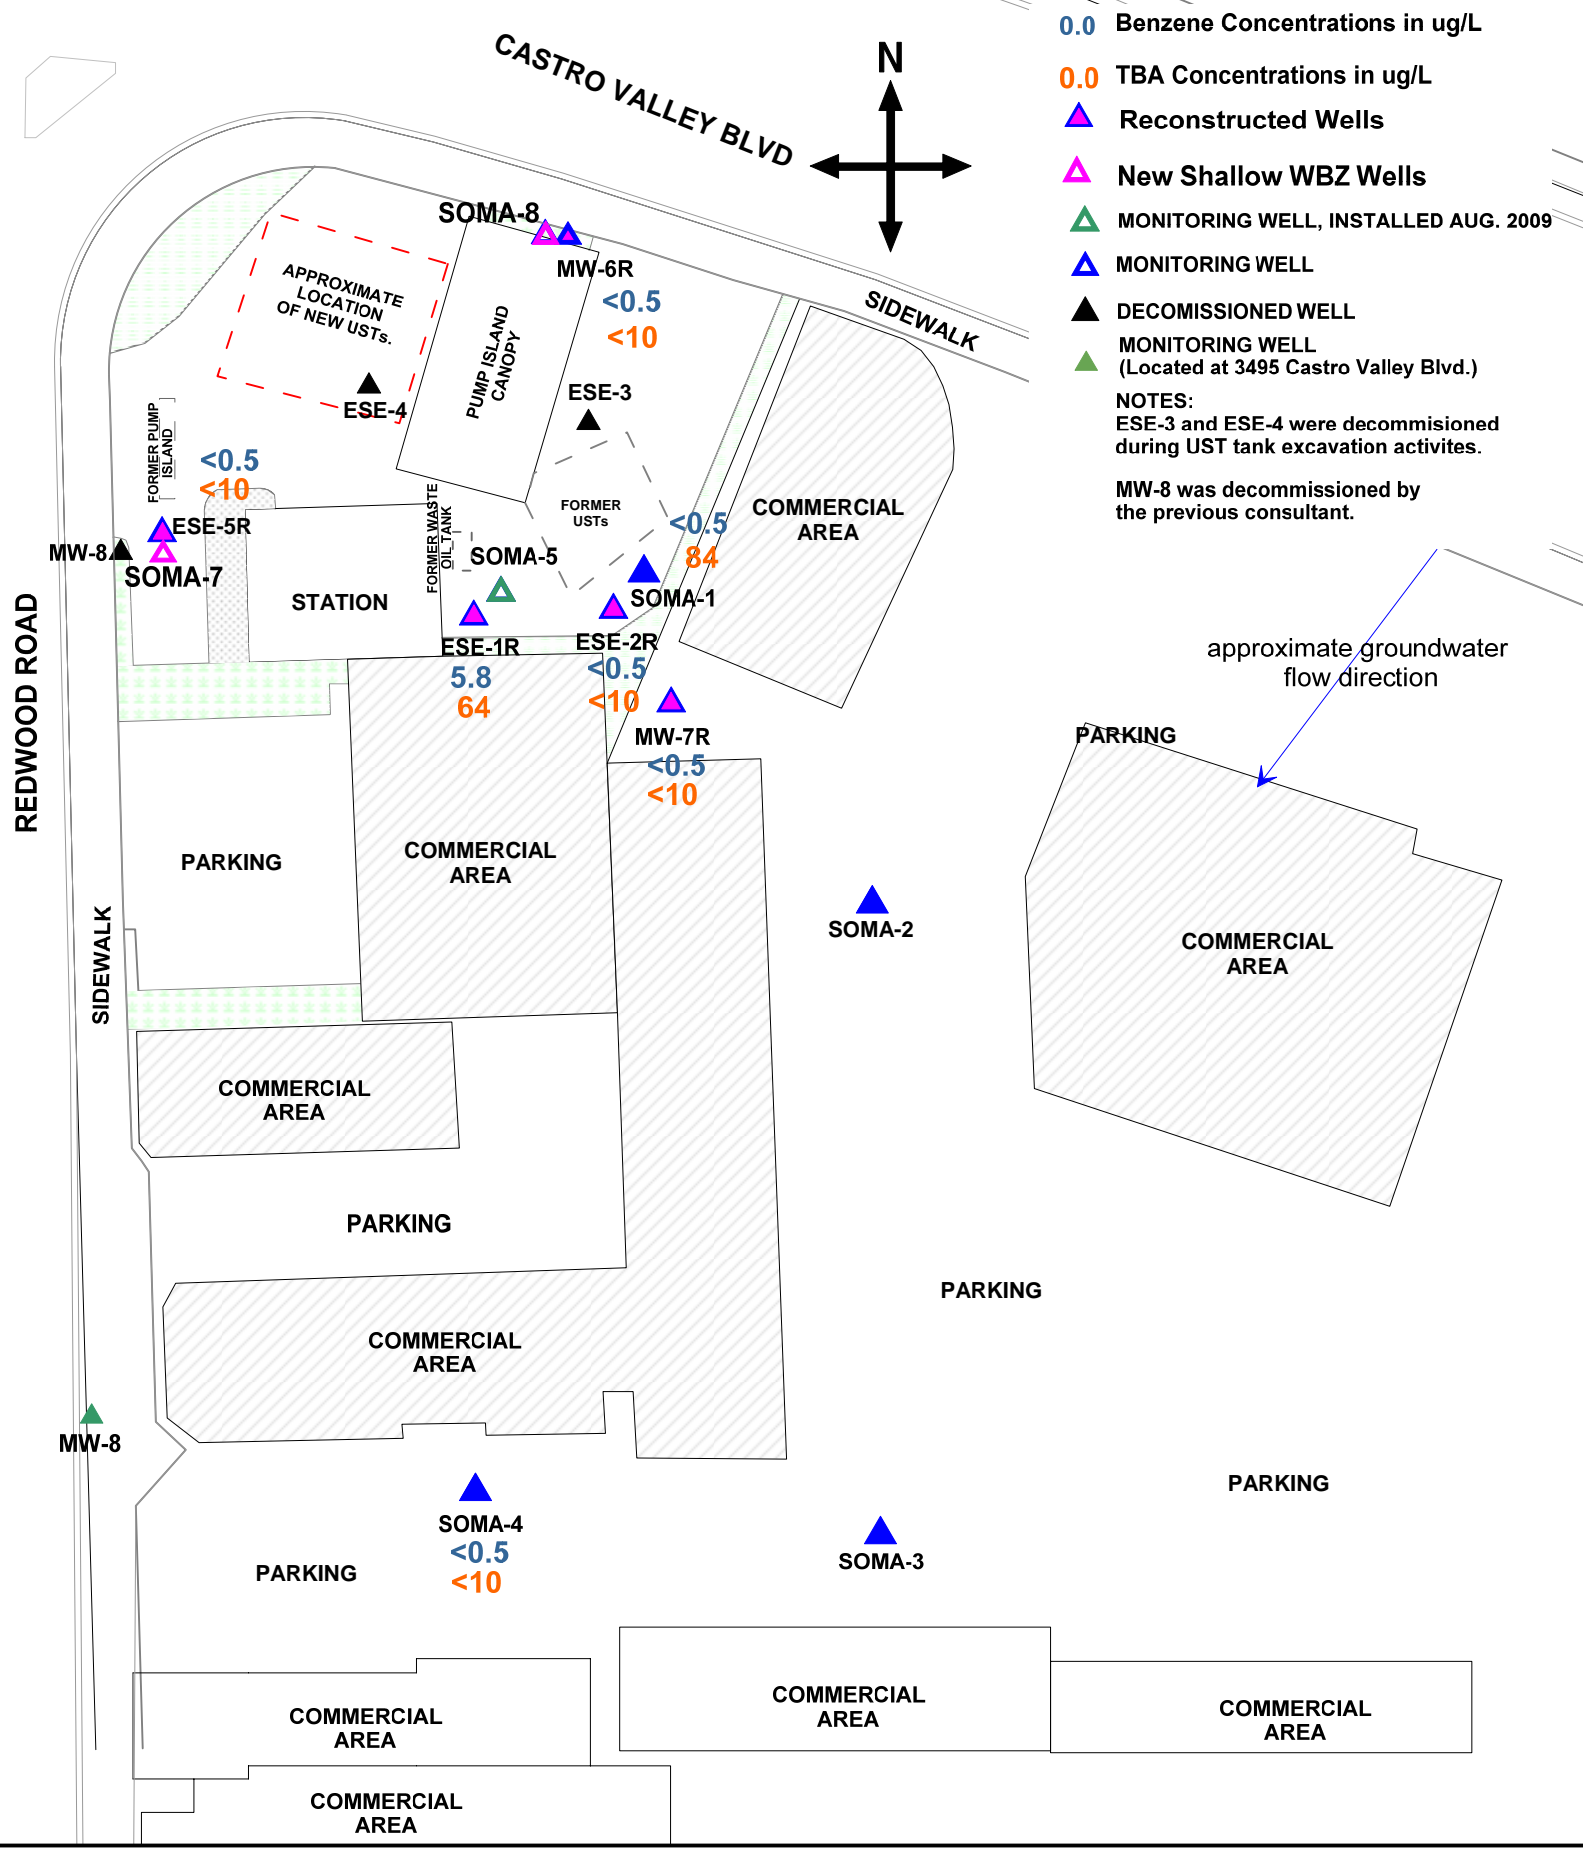 0.0 Benzene Concentrations in ug/L
0.0 TBA Concentrations in ug/L
Reconstructed Wells
New Shallow WBZ Wells
MONITORING WELL, INSTALLED AUG. 2009
MONITORING WELL
DECOMISSIONED WELL
MONITORING WELL
(Located at 3495 Castro Valley Blvd.)
NOTES:
ESE-3 and ESE-4 were decommisioned
during UST tank excavation activites.
MW-8 was decommissioned by
the previous consultant.
N
CASTRO VALLEY BLVD
SIDEWALK
SOMA-8
MW-6R
<0.5
<10
APPROXIMATE
LOCATION
OF NEW USTs.
PUMP ISLAND
CANOPY
ESE-4
ESE-3
FORMER PUMP
ISLAND
<0.5
<10
ESE-5R
MW-8
SOMA-7
STATION
FORMER WASTE
OIL TANK
FORMER
USTs
SOMA-5
<0.5
84
SOMA-1
COMMERCIAL
AREA
ESE-1R
5.8
64
ESE-2R
<0.5
<10
MW-7R
<0.5
<10
approximate groundwater
flow direction
PARKING
REDWOOD ROAD
SIDEWALK
PARKING
COMMERCIAL
AREA
SOMA-2
COMMERCIAL
AREA
COMMERCIAL
AREA
PARKING
PARKING
COMMERCIAL
AREA
MW-8
PARKING
SOMA-4
<0.5
<10
SOMA-3
PARKING
COMMERCIAL
AREA
COMMERCIAL
AREA
COMMERCIAL
AREA
COMMERCIAL
AREA